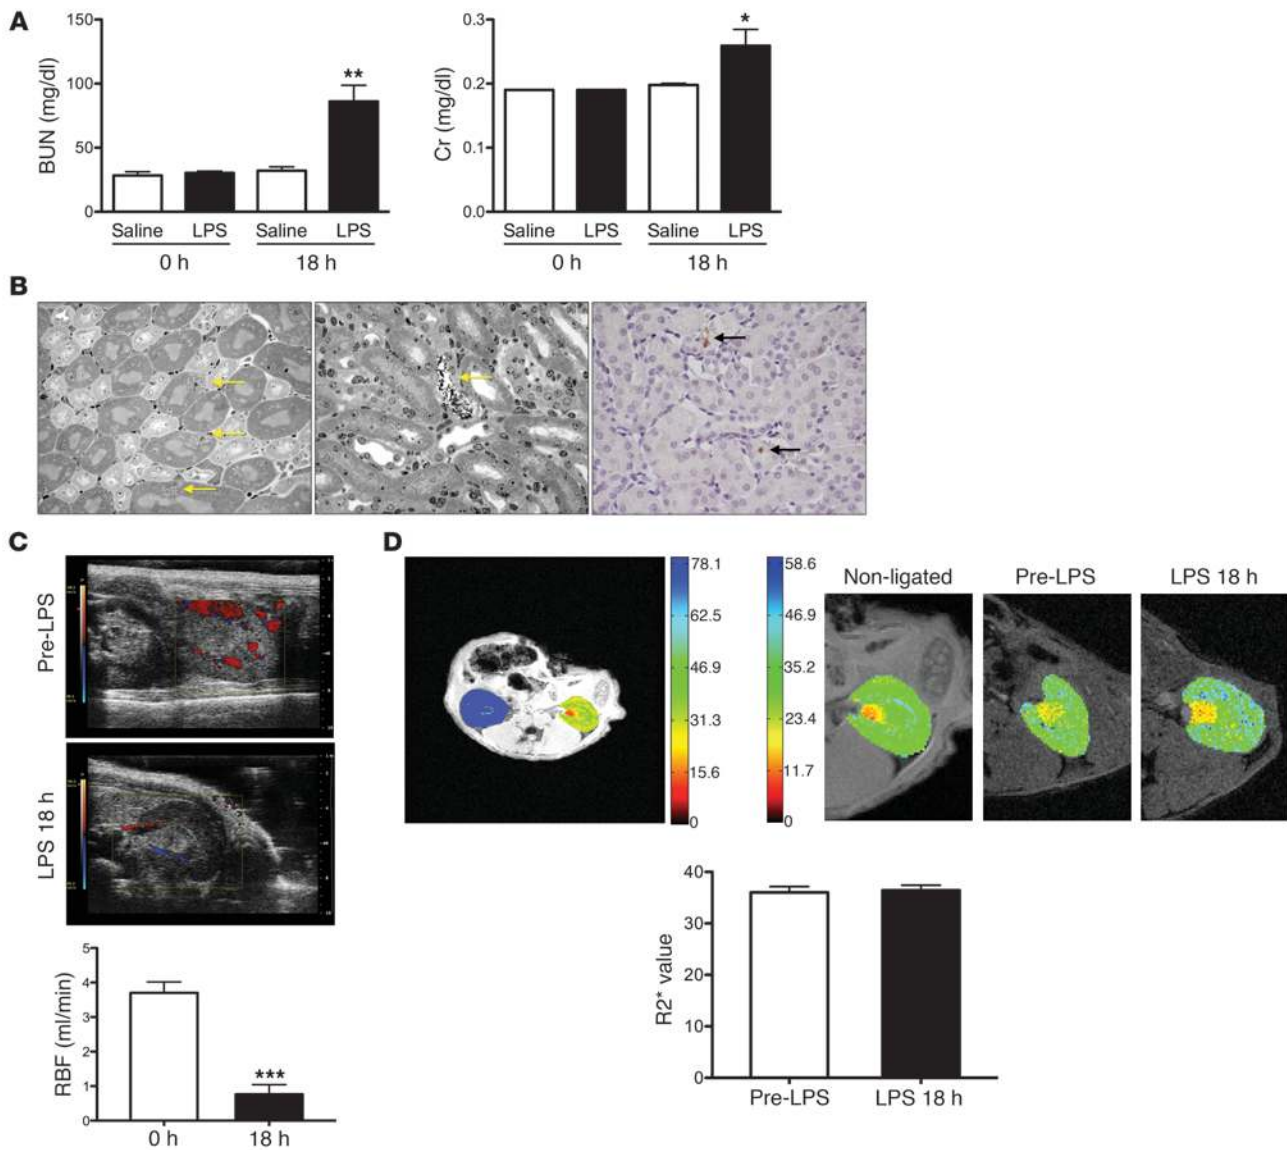 A
BUN (mg/dl)
150
100
50
0
**
Saline LPS Saline LPS
0 h 18 h
Cr (mg/dl)
0.3
0.2
0.1
0.0
*
Saline LPS Saline LPS
0 h 18 h
B
C
Pre-LPS
LPS 18 h
RBF (ml/min)
5
4
3
2
1
0
***
0 h 18 h
D
78.1
62.5
46.9
31.3
15.6
0
58.6
46.9
35.2
23.4
11.7
0
Non-ligated Pre-LPS LPS 18 h
R2* value
40
30
20
10
0
Pre-LPS LPS 18 h